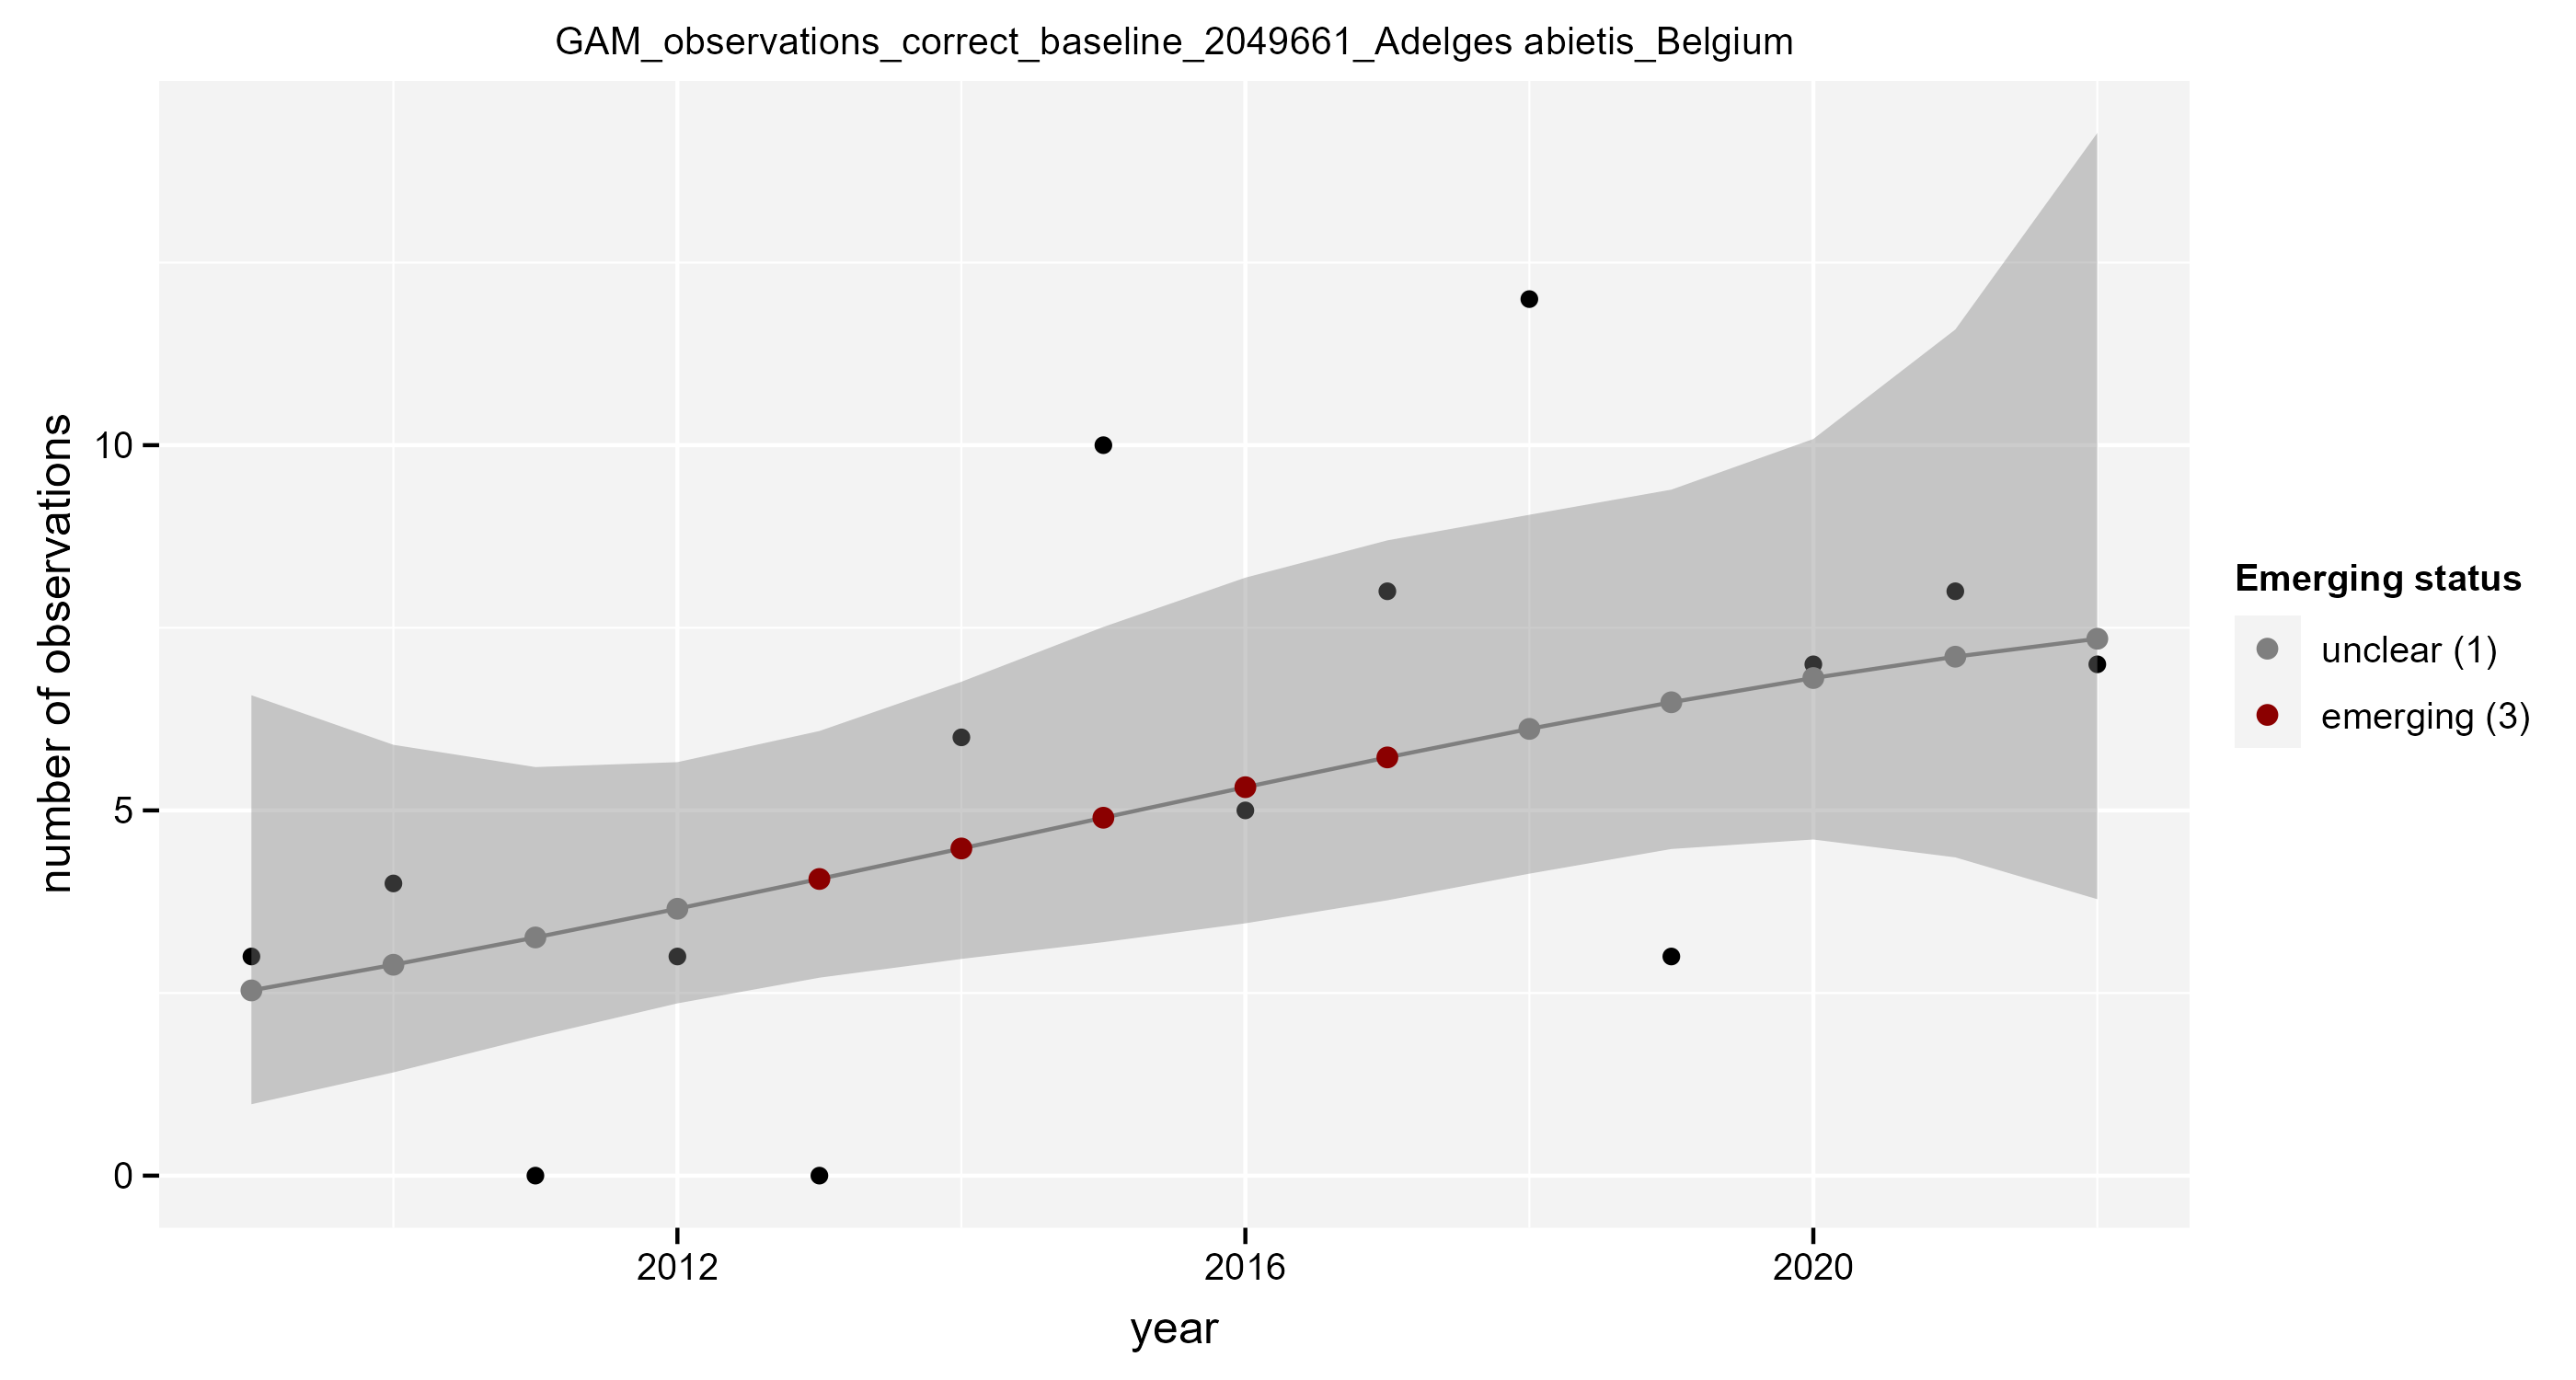 GAM_observations_correct_baseline_2049661_Adelges abietis_Belgium
number of observations
10
5
0
2012
2016
2020
year
Emerging status
unclear (1)
emerging (3)